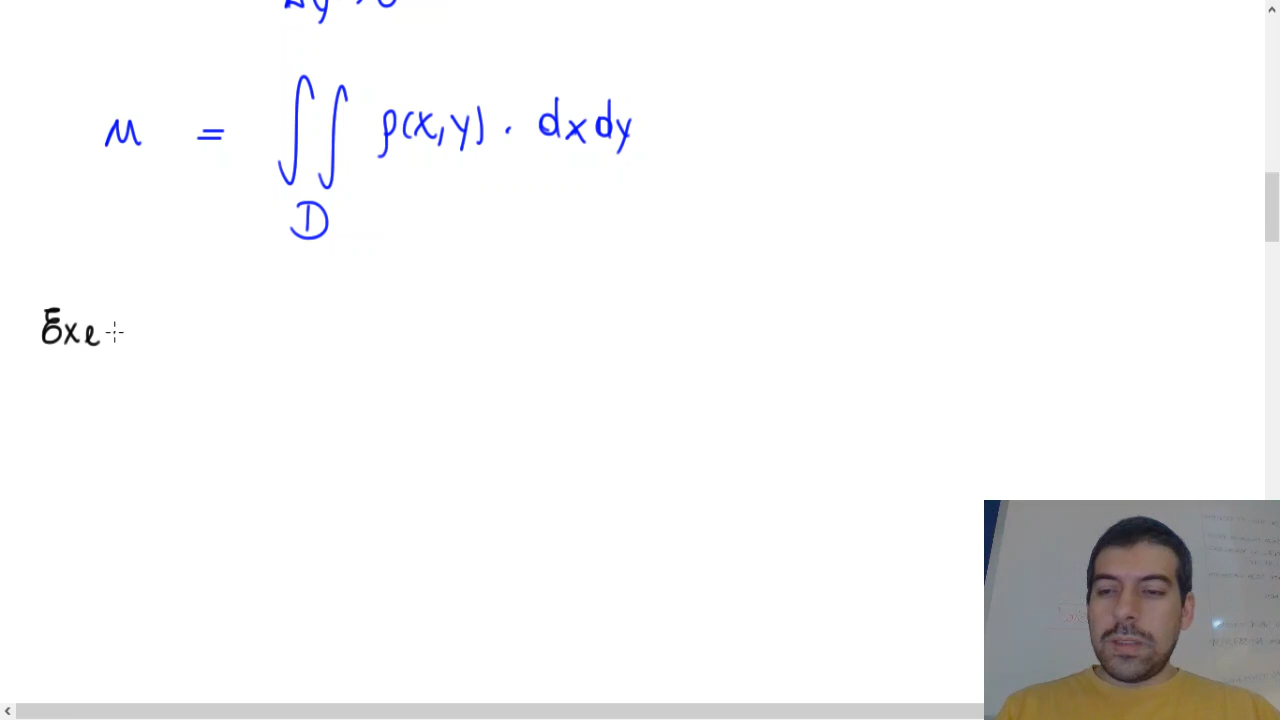 M = ∬ ρ(x,y) · dxdy
D
Exe